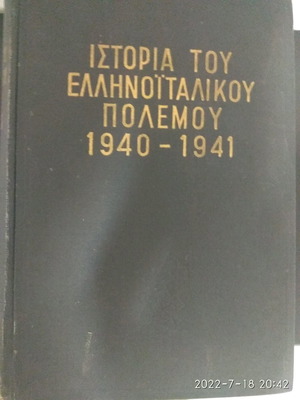 ΙΣΤΟΡΙΑ ΤΟΥ
ΕΛΛΗΝΟΪΤΑΛΙΚΟΥ
ΠΟΛΕΜΟΥ
1940 - 1941
2022-7-18 20:42